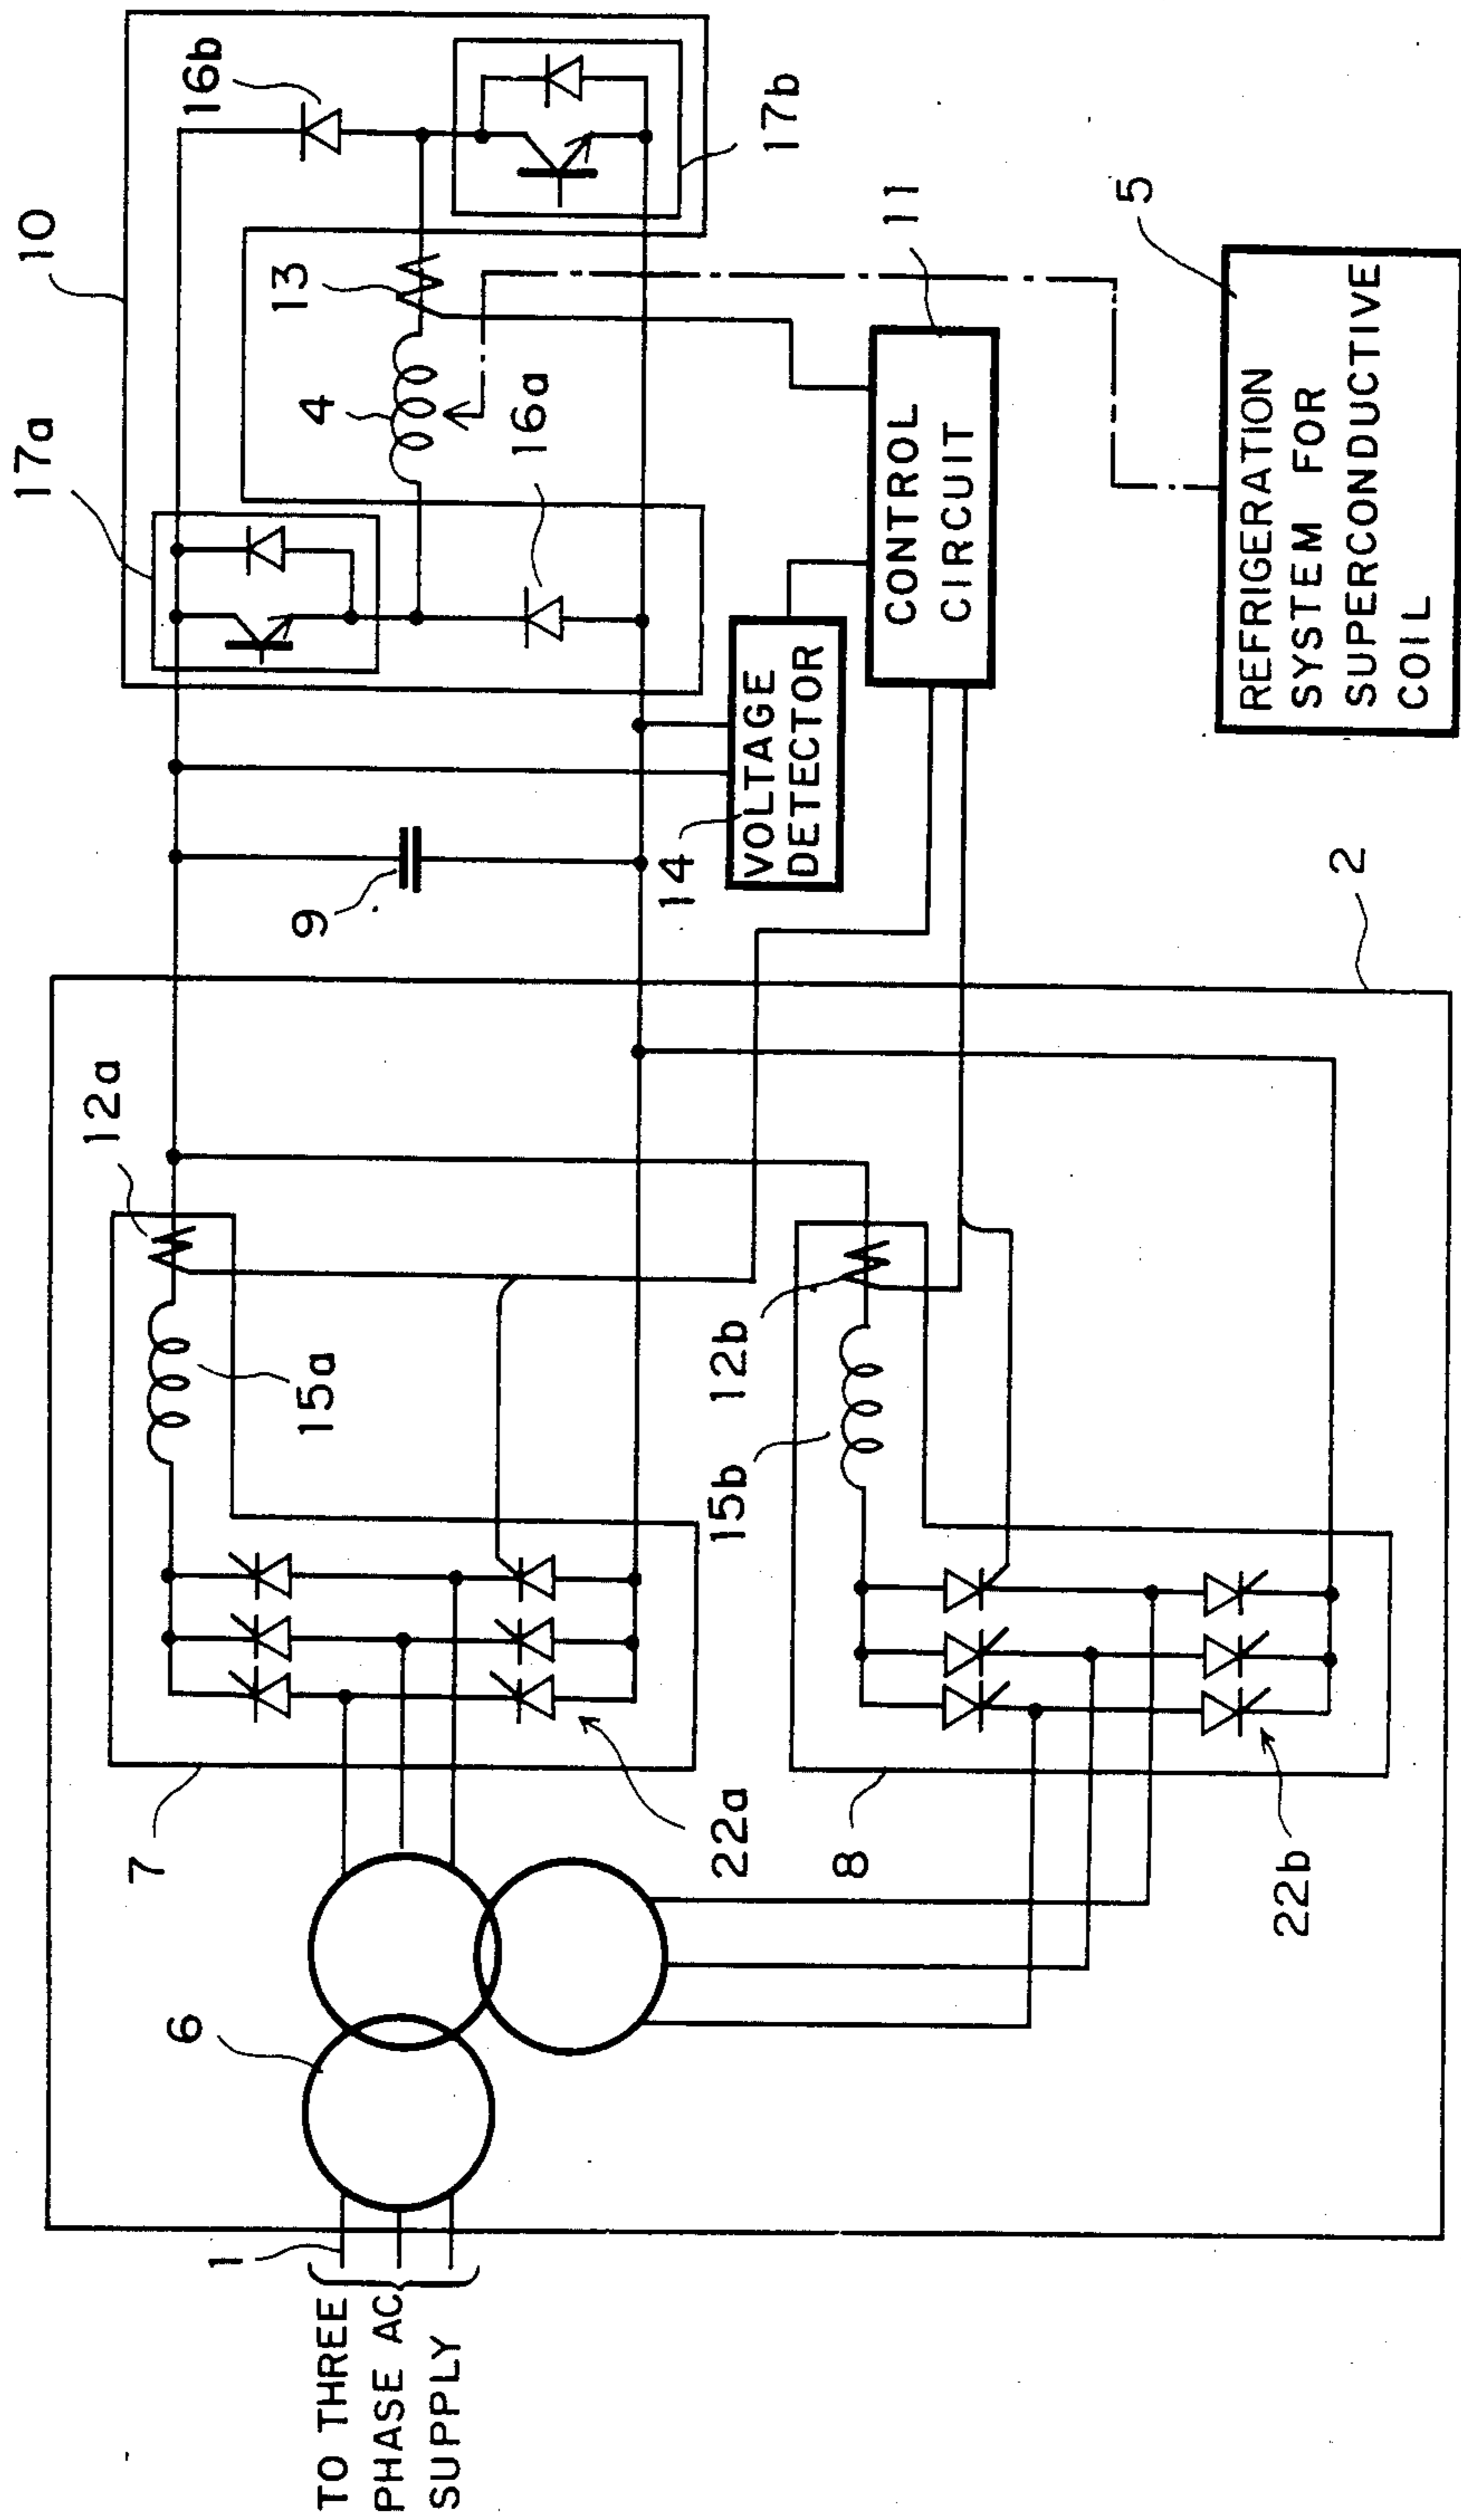 TO THREE
PHASE AC
SUPPLY
1
6
7
22a
8
22b
15a
12a
15b
12b
2
9
14
VOLTAGE
DETECTOR
17a
10
4
16a
13
16b
17b
CONTROL
CIRCUIT
11
5
REFRIGERATION
SYSTEM FOR
SUPERCONDUCTIVE
COIL